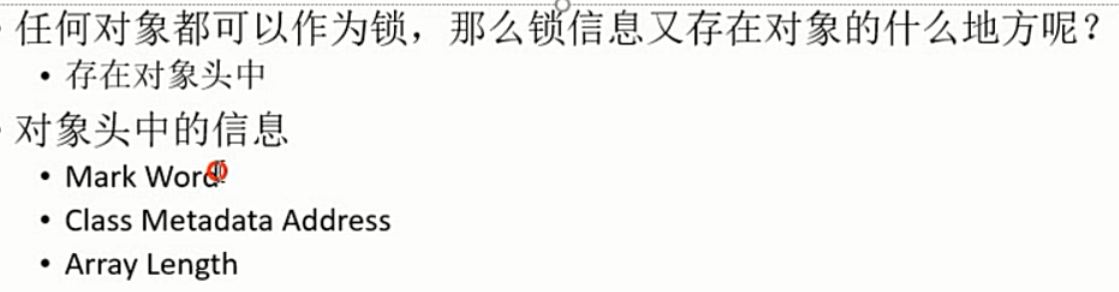 • 任何对象都可以作为锁，那么锁信息又存在对象的什么地方呢？
• 存在对象头中
• 对象头中的信息
• Mark Word
• Class Metadata Address
• Array Length